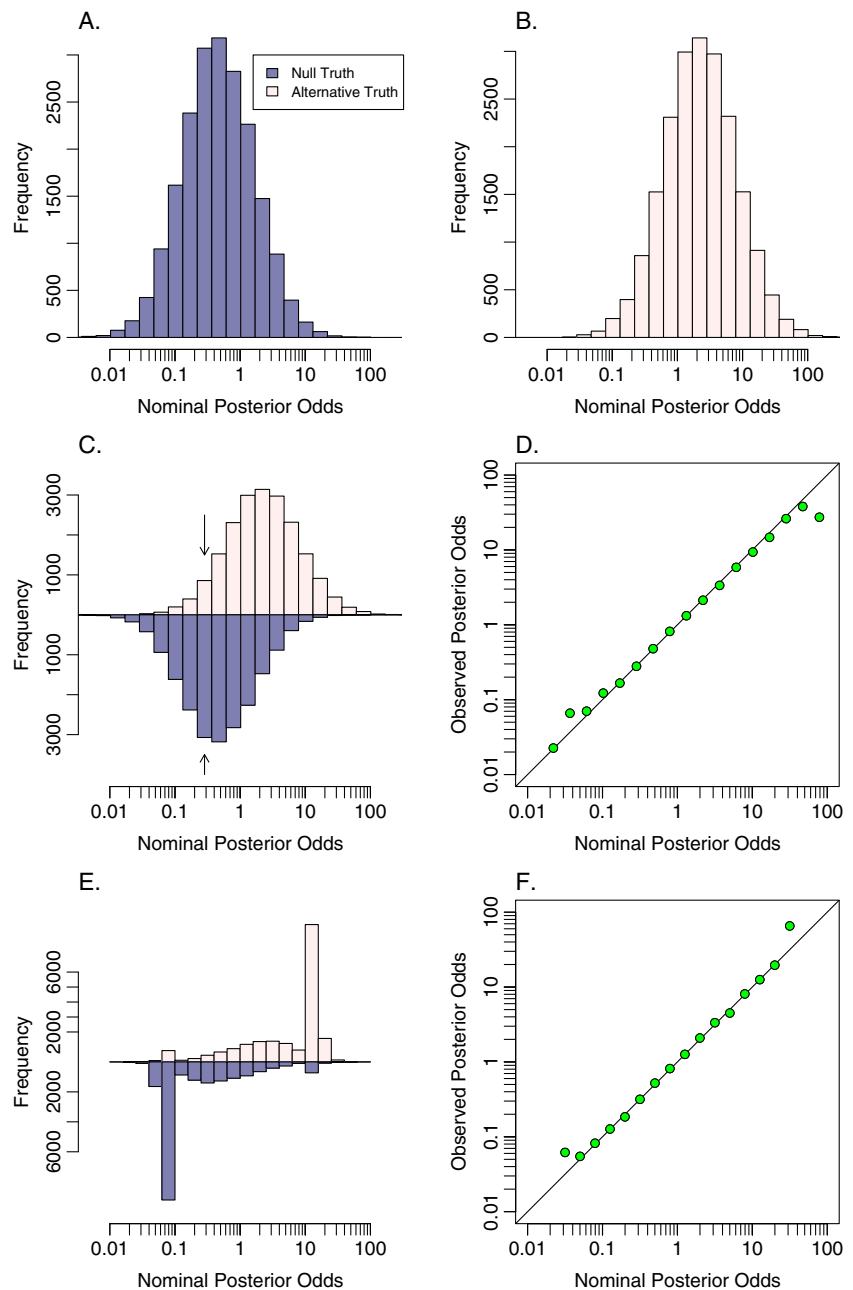 A.
Null Truth
Alternative Truth
Frequency
500
1500
2500
0
0.01 0.1 1 10 100
Nominal Posterior Odds
B.
Frequency
0
500
1500
2500
0.01 0.1 1 10 100
Nominal Posterior Odds
C.
Frequency
3000
1000
1000
3000
0.01 0.1 1 10 100
Nominal Posterior Odds
D.
Observed Posterior Odds
0.01 0.1 1 10 100
0.01 0.1 1 10 100
Nominal Posterior Odds
E.
Frequency
6000
2000
2000
6000
0.01 0.1 1 10 100
Nominal Posterior Odds
F.
Observed Posterior Odds
0.01 0.1 1 10 100
0.01 0.1 1 10 100
Nominal Posterior Odds